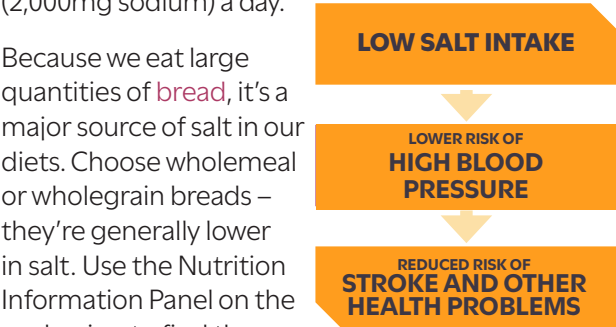 (2,000mg sodium) a day.
Because we eat large
quantities of bread, it's a
major source of salt in our
diets. Choose wholemeal
or wholegrain breads –
they're generally lower
in salt. Use the Nutrition
Information Panel on the
LOW SALT INTAKE
LOWER RISK OF
HIGH BLOOD
PRESSURE
REDUCED RISK OF
STROKE AND OTHER
HEALTH PROBLEMS